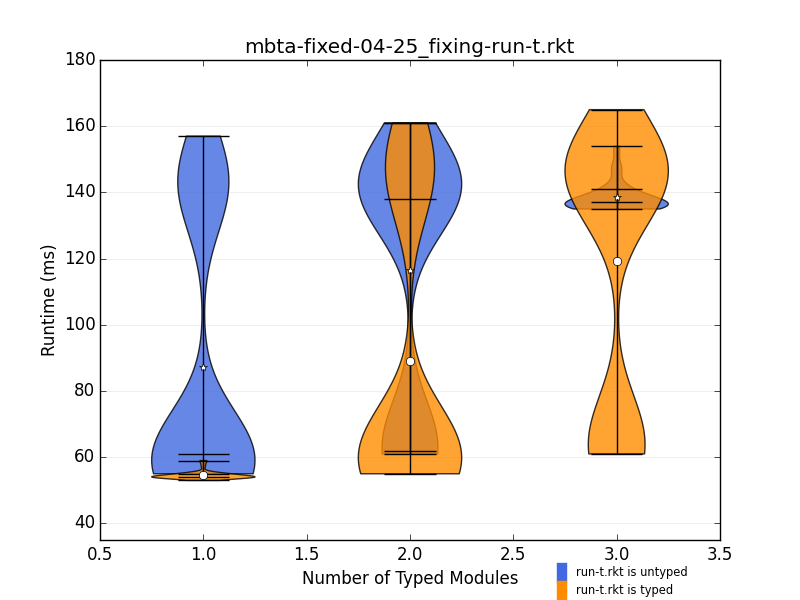 mbta-fixed-04-25_fixing-run-t.rkt
180
160
140
120
100
80
60
40
Runtime (ms)
0.5 1.0 1.5 2.0 2.5 3.0 3.5
Number of Typed Modules
run-t.rkt is untyped
run-t.rkt is typed